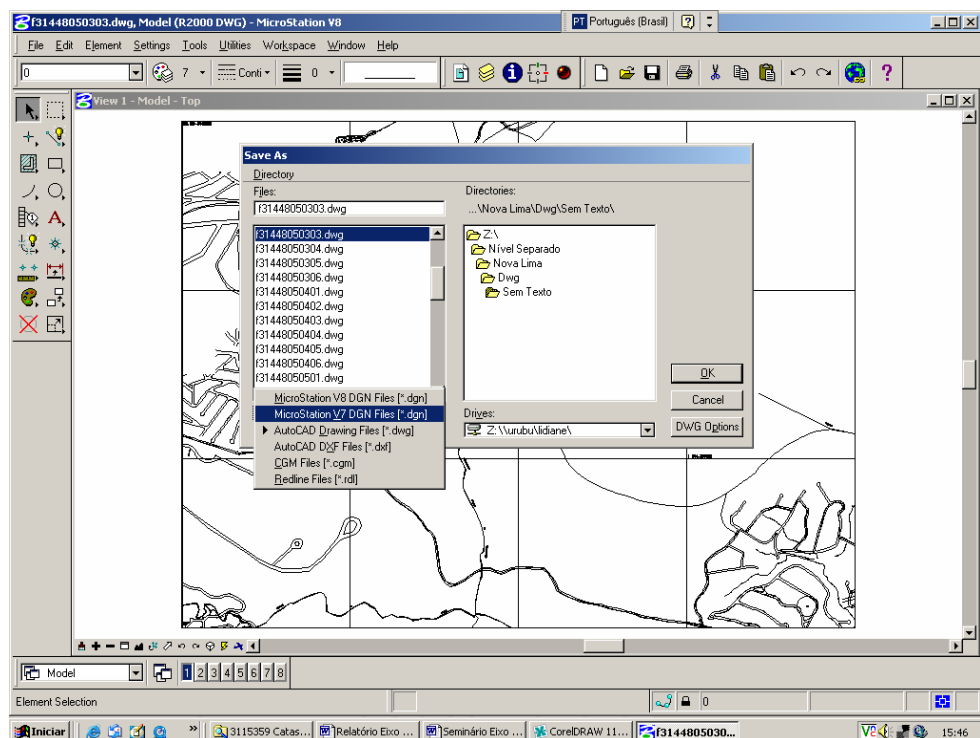 f31448050303.dwg, Model (R2000 DWG) - MicroStation V8
PT Português (Brasil) ?
File Edit Element Settings Tools Utilities Workspace Window Help
0 7 Conti 0
View 1 - Model - Top
Save As
Directory
Files:
f31448050303.dwg
f31448050303.dwg
f31448050304.dwg
f31448050305.dwg
f31448050306.dwg
f31448050401.dwg
f31448050402.dwg
f31448050403.dwg
f31448050404.dwg
f31448050405.dwg
f31448050406.dwg
f31448050501.dwg
Directories:
...\Nova Lima\Dwg\Sem Texto\
Z:\
Nível Separado
Nova Lima
Dwg
Sem Texto
MicroStation V8 DGN Files [*.dgn]
MicroStation V7 DGN Files [*.dgn]
AutoCAD Drawing Files [*.dwg]
AutoCAD DXF Files [*.dxf]
CGM Files [*.cgm]
Redline Files [*.rdl]
Drives:
Z: \\urubu\lidiane\
OK
Cancel
DWG Options
Model 1 2 3 4 5 6 7 8
Element Selection 0
Iniciar » 3115359 Catas... Relatório Eixo ... Seminário Eixo ... CorelDRAW 11... f3144805030... 15:46